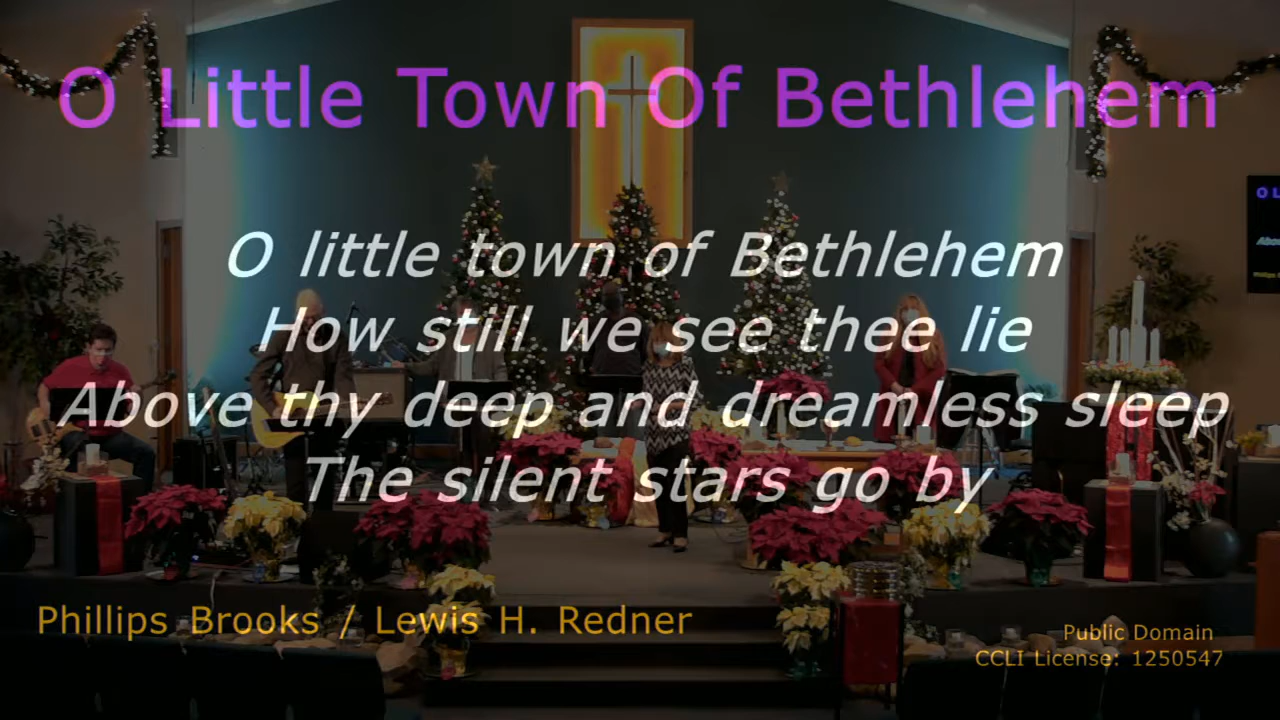 O Little Town Of Bethlehem
O little town of Bethlehem
How still we see thee lie
Above thy deep and dreamless sleep
The silent stars go by
Phillips Brooks / Lewis H. Redner
Public Domain
CCLI License: 1250547